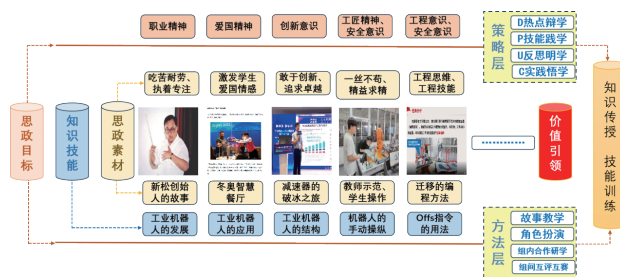 职业精神
爱国精神
创新意识
工匠精神、
安全意识
工程意识、
安全意识
策略层
D热点辩学
P技能践学
U反思明学
G实践悟学
吃苦耐劳、
执着专注
激发学生
爱国情感
敢于创新、
追求卓越
一丝不苟、
精益求精
工程思维、
工程技能
思政目标
知识技能
思政素材
价值引领
知识传授 技能训练
新松创始
人的故事
冬奥智慧
餐厅
减速器的
破冰之旅
教师示范、
学生操作
迁移的编
程方法
工业机器
人的发展
工业机器
人的应用
工业机器
人的结构
机器人的
手动操纵
Offs指令
的用法
方法层
故事教学
角色扮演
组内合作研学
组间互评互赛